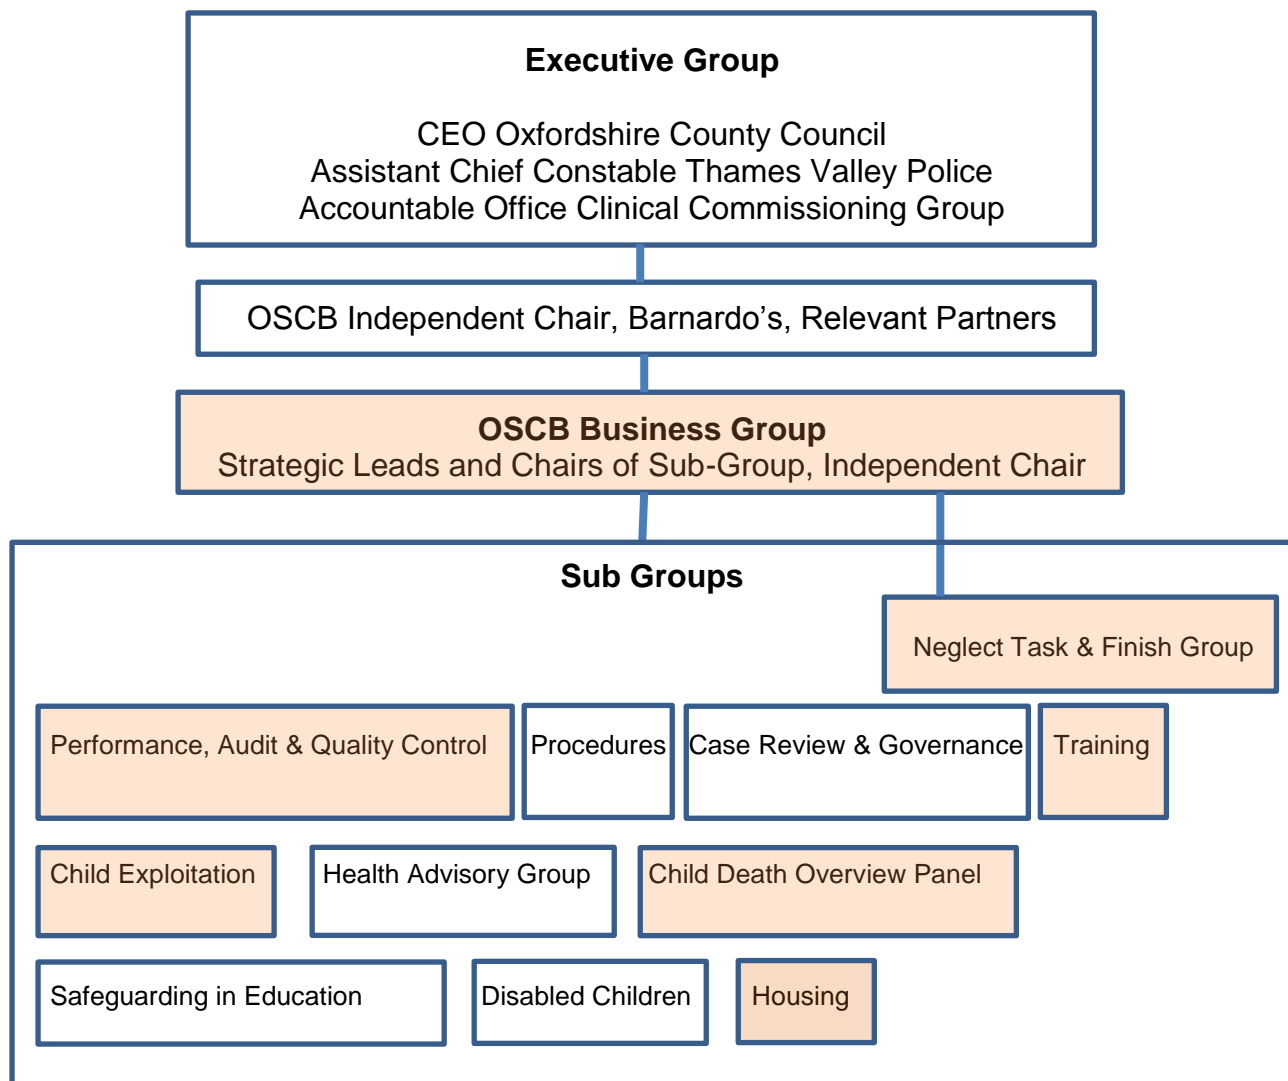 Executive Group
CEO Oxfordshire County Council
Assistant Chief Constable Thames Valley Police
Accountable Office Clinical Commissioning Group
OSCB Independent Chair, Barnardo’s, Relevant Partners
OSCB Business Group
Strategic Leads and Chairs of Sub-Group, Independent Chair
Sub Groups
Neglect Task & Finish Group
Performance, Audit & Quality Control
Procedures
Case Review & Governance
Training
Child Exploitation
Health Advisory Group
Child Death Overview Panel
Safeguarding in Education
Disabled Children
Housing